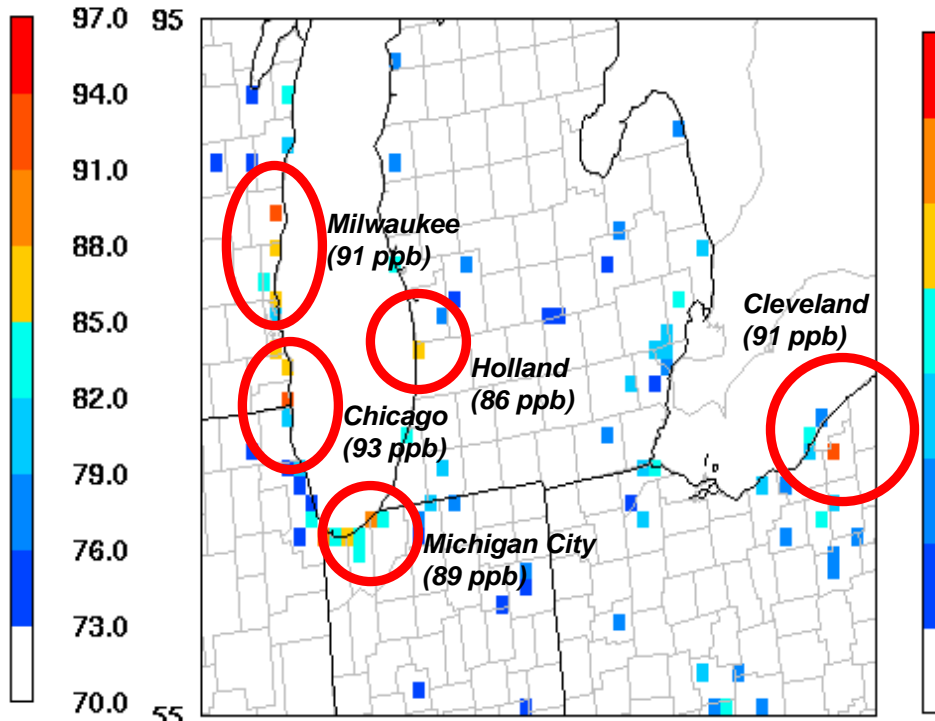 97.0
94.0
91.0
88.0
85.0
82.0
79.0
76.0
73.0
70.0
95
55
Milwaukee
(91 ppb)
Cleveland
(91 ppb)
Holland
(86 ppb)
Chicago
(93 ppb)
Michigan City
(89 ppb)